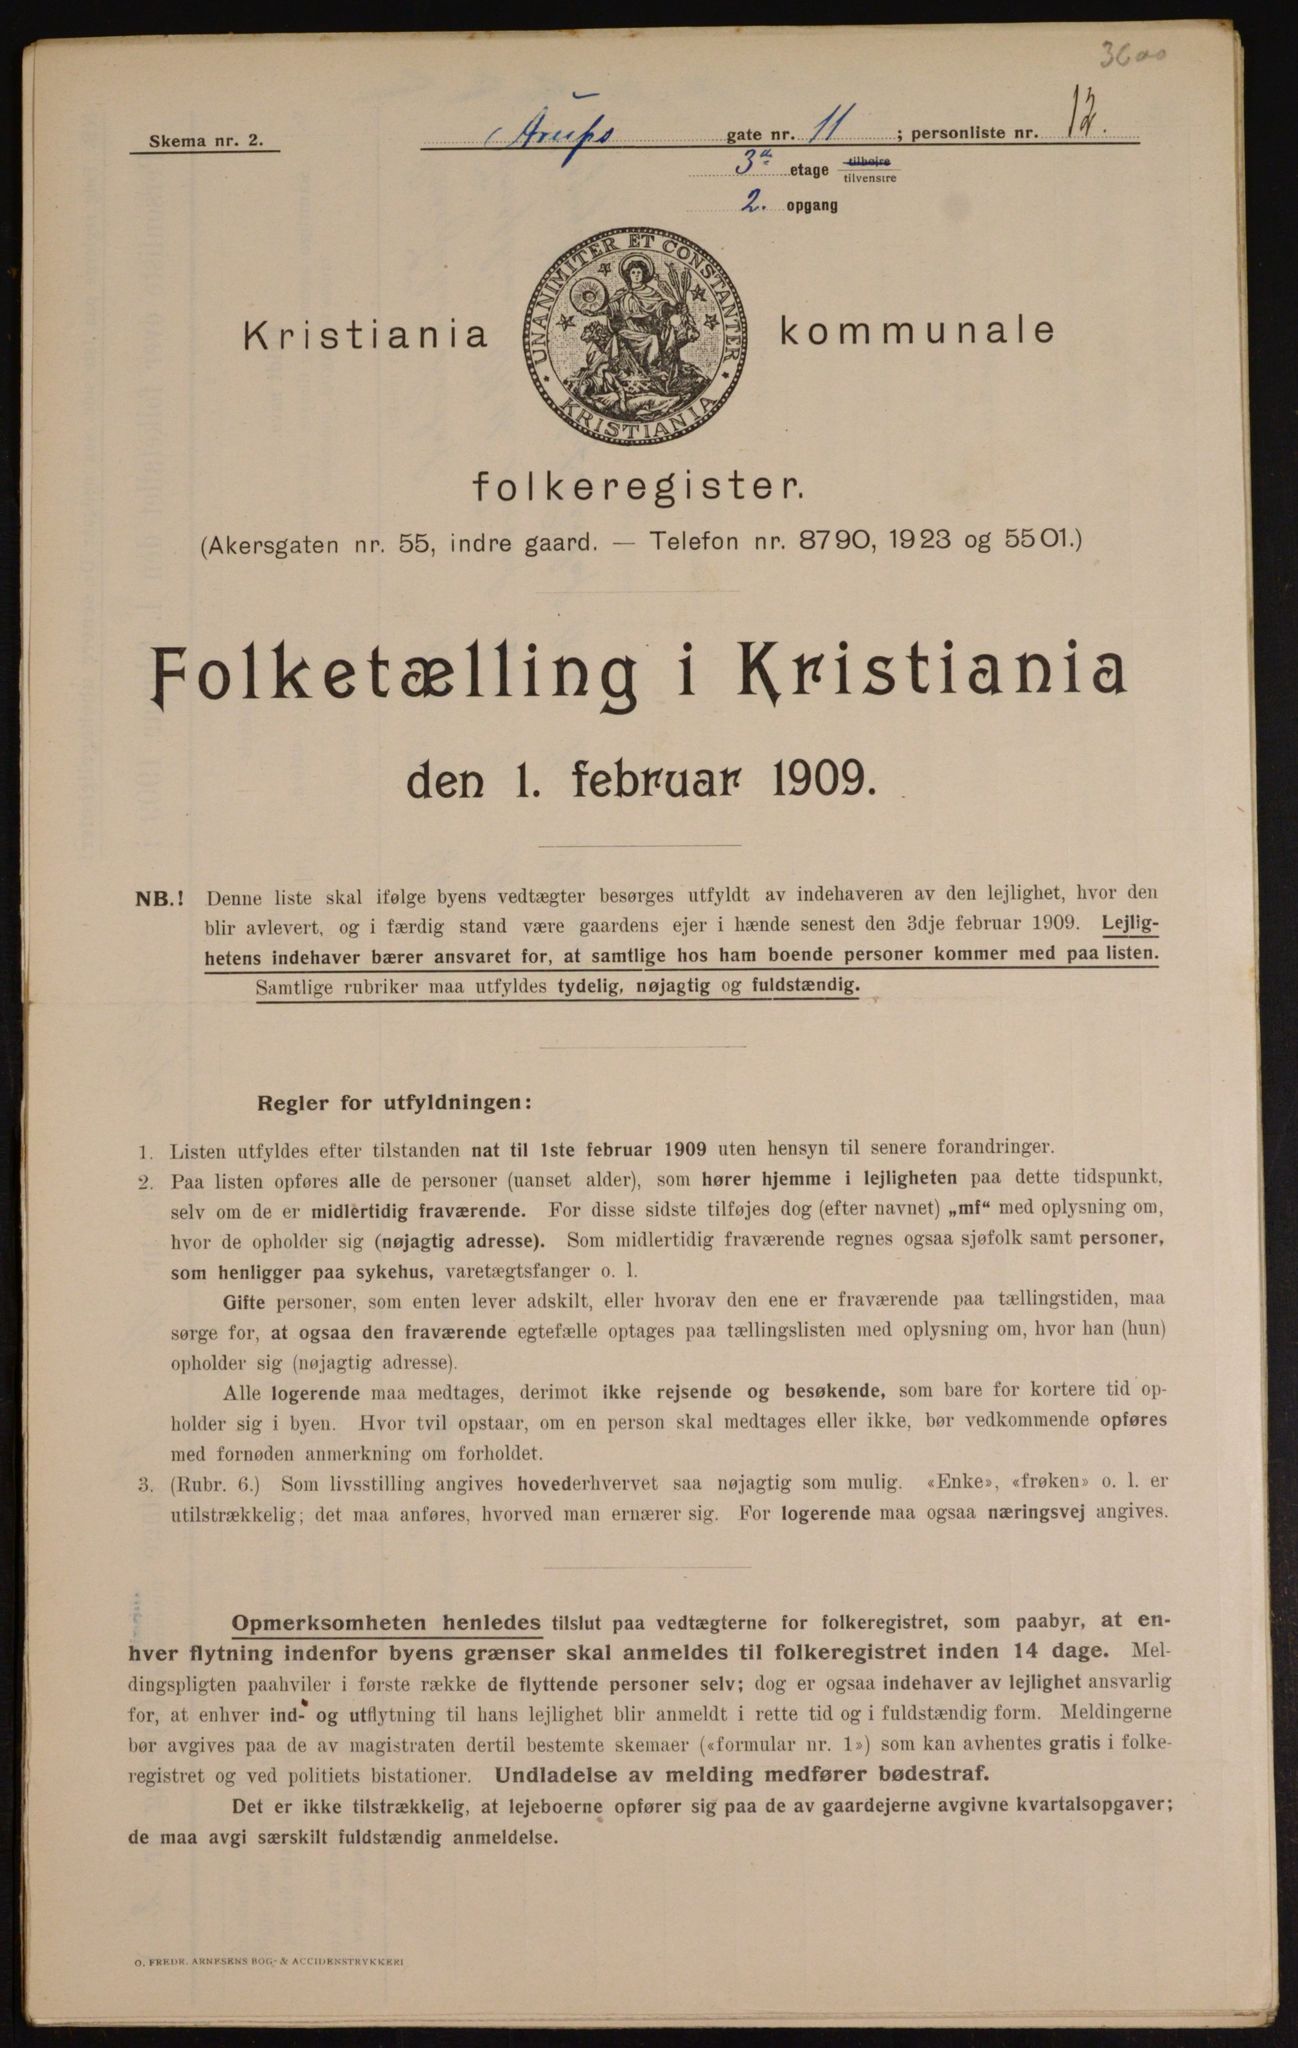 3600
Skema nr. 2.
Arups gate nr. 11 ; personliste nr. 12.
3die etage tilhøjre
tilvenstre
2. opgang
UNANIMITER ET CONSTANTER
KRISTIANIA
Kristiania kommunale
folkeregister.
(Akersgaten nr. 55, indre gaard. — Telefon nr. 8790, 1923 og 5501.)
Folketælling i Kristiania
den 1. februar 1909.
NB.! Denne liste skal ifølge byens vedtægter besørges utfyldt av indehaveren av den lejlighet, hvor den
blir avlevert, og i færdig stand være gaardens ejer i hænde senest den 3dje februar 1909. Lejlig-
hetens indehaver bærer ansvaret for, at samtlige hos ham boende personer kommer med paa listen.
Samtlige rubriker maa utfyldes tydelig, nøjagtig og fuldstændig.
Regler for utfyldningen:
1. Listen utfyldes efter tilstanden nat til 1ste februar 1909 uten hensyn til senere forandringer.
2. Paa listen opføres alle de personer (uanset alder), som hører hjemme i lejligheten paa dette tidspunkt,
selv om de er midlertidig fraværende. For disse sidste tilføjes dog (efter navnet) „mf“ med oplysning om,
hvor de opholder sig (nøjagtig adresse). Som midlertidig fraværende regnes ogsaa sjøfolk samt personer,
som henligger paa sykehus, varetægtsfanger o. l.
Gifte personer, som enten lever adskilt, eller hvorav den ene er fraværende paa tællingstiden, maa
sørge for, at ogsaa den fraværende egtefælle optages paa tællingslisten med oplysning om, hvor han (hun)
opholder sig (nøjagtig adresse).
Alle logerende maa medtages, derimot ikke rejsende og besøkende, som bare for kortere tid op-
holder sig i byen. Hvor tvil opstaar, om en person skal medtages eller ikke, bør vedkommende opføres
med fornøden anmerkning om forholdet.
3. (Rubr. 6.) Som livsstilling angives hovederhvervet saa nøjagtig som mulig. «Enke», «frøken» o. l. er
utilstrækkelig; det maa anføres, hvorved man ernærer sig. For logerende maa ogsaa næringsvej angives.
Opmerksomheten henledes tilslut paa vedtægterne for folkeregistret, som paabyr, at en-
hver flytning indenfor byens grænser skal anmeldes til folkeregistret inden 14 dage. Mel-
dingspligten paahviler i første række de flyttende personer selv; dog er ogsaa indehaver av lejlighet ansvarlig
for, at enhver ind- og utflytning til hans lejlighet blir anmeldt i rette tid og i fuldstændig form. Meldingerne
bør avgives paa de av magistraten dertil bestemte skemaer («formular nr. 1») som kan avhentes gratis i folke-
registret og ved politiets bistationer. Undladelse av melding medfører bødestraf.
Det er ikke tilstrækkelig, at lejeboerne opfører sig paa de av gaardejerne avgivne kvartalsopgaver;
de maa avgi særskilt fuldstændig anmeldelse.
O. FREDR. ARNESENS BOG- & ACCIDENSTRYKKERI